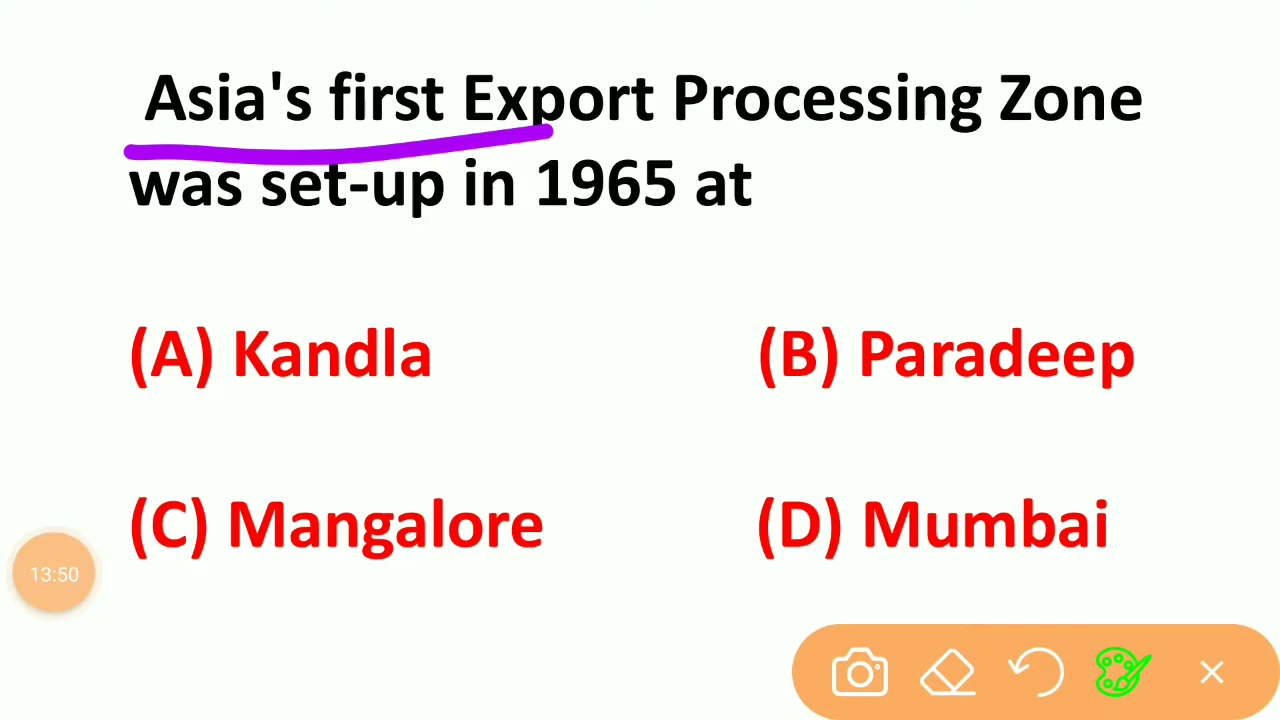 Asia's first Export Processing Zone
was set-up in 1965 at
(A) Kandla (B) Paradeep
(C) Mangalore (D) Mumbai
13:50